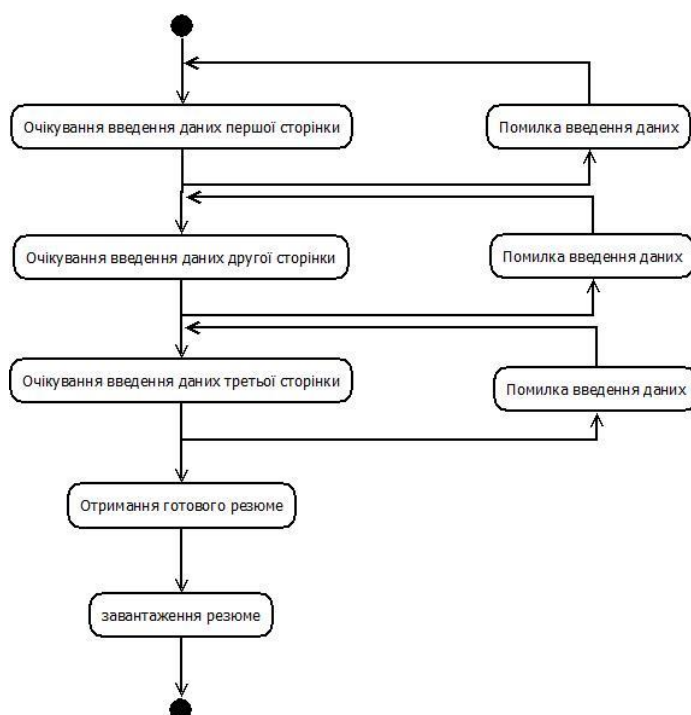 Очікування введення даних першої сторінки
Помилка введення даних
Очікування введення даних другої сторінки
Помилка введення даних
Очікування введення даних третьої сторінки
Помилка введення даних
Отримання готового резюме
завантаження резюме